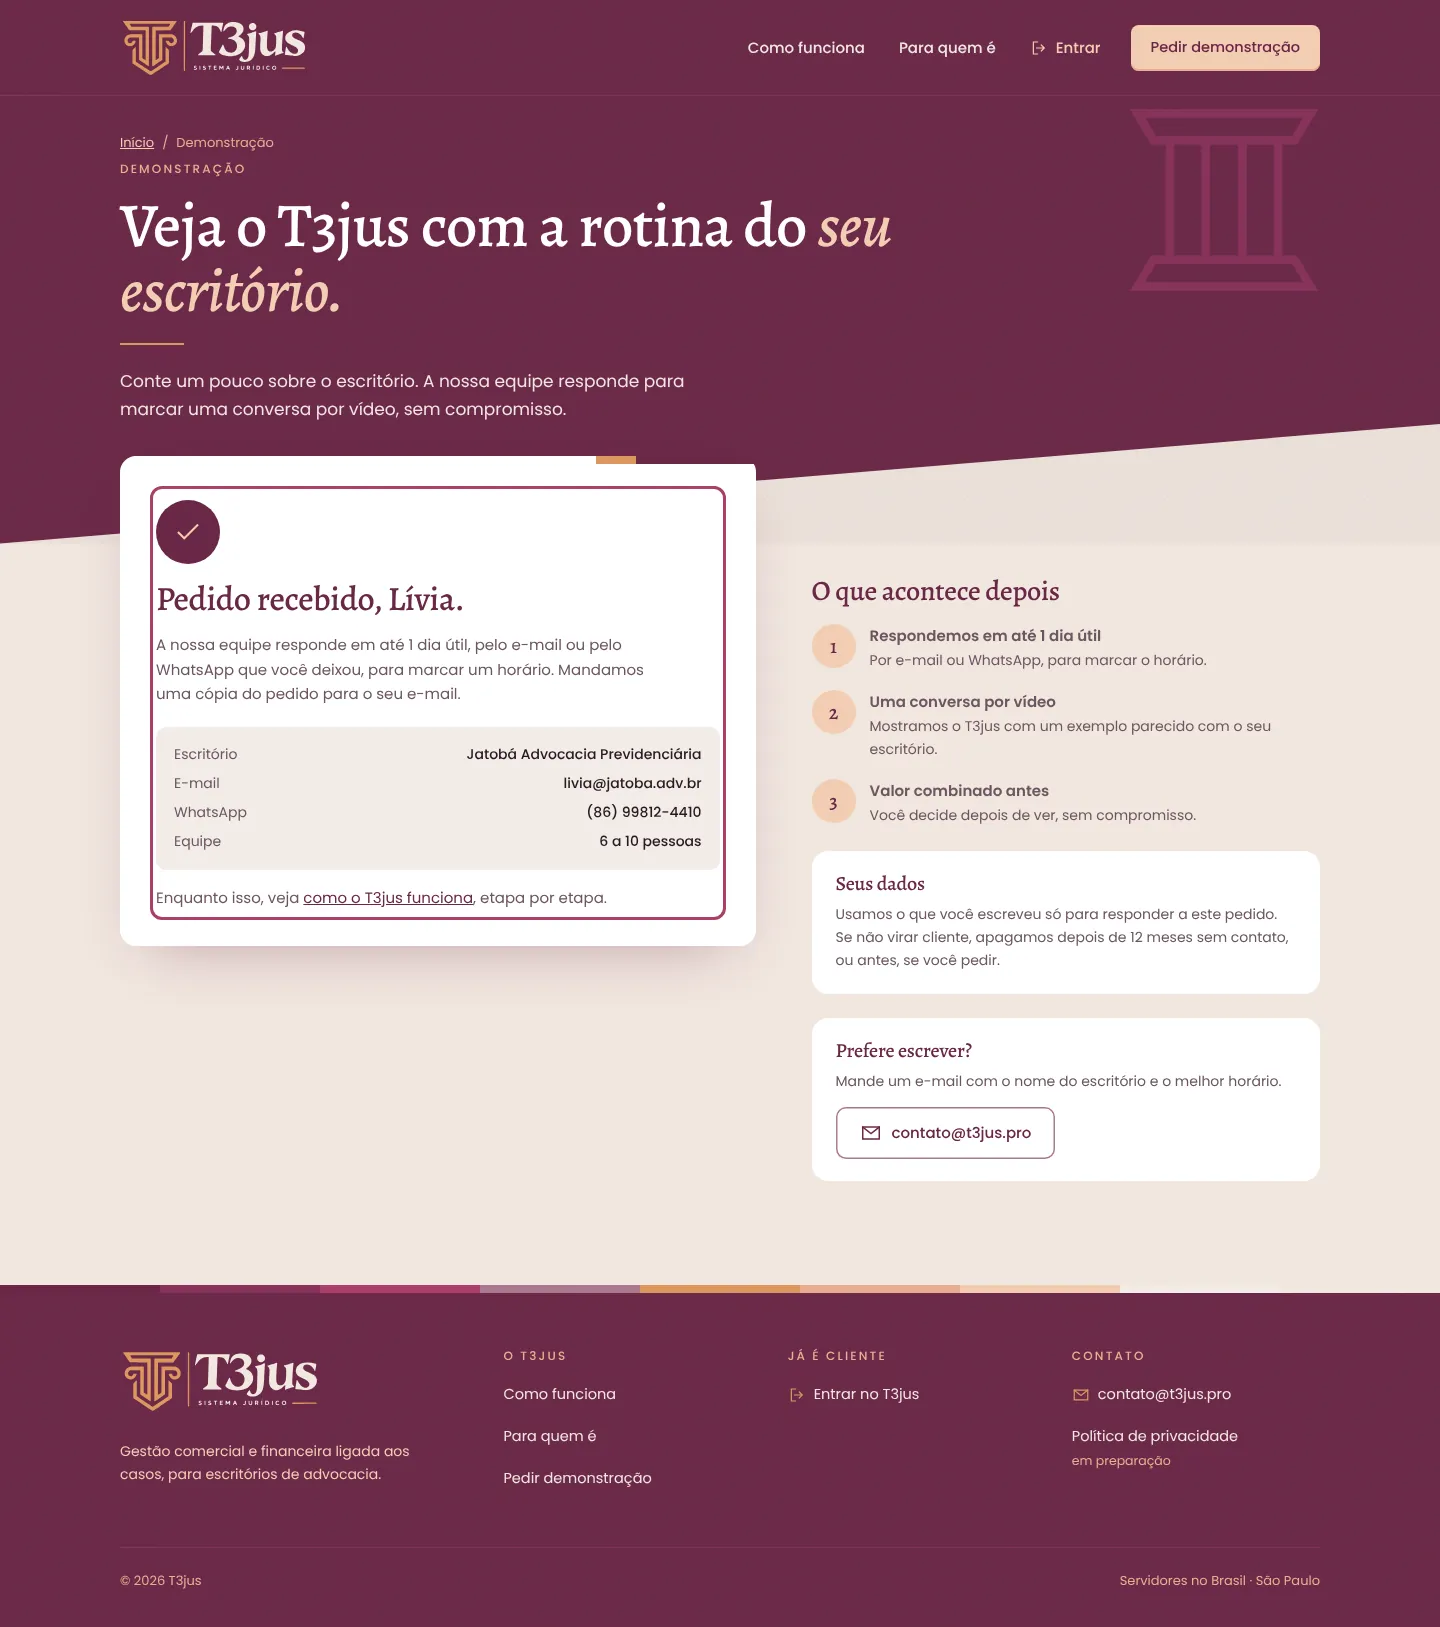 T3jus
SISTEMA JURÍDICO
Como funciona
Para quem é
Entrar
Pedir demonstração
Início / Demonstração
DEMONSTRAÇÃO
Veja o T3jus com a rotina do seu
escritório.
Conte um pouco sobre o escritório. A nossa equipe responde para
marcar uma conversa por vídeo, sem compromisso.
Pedido recebido, Lívia.
A nossa equipe responde em até 1 dia útil, pelo e-mail ou pelo
WhatsApp que você deixou, para marcar um horário. Mandamos
uma cópia do pedido para o seu e-mail.
Escritório Jatobá Advocacia Previdenciária
E-mail livia@jatoba.adv.br
WhatsApp (86) 99812-4410
Equipe 6 a 10 pessoas
Enquanto isso, veja como o T3jus funciona, etapa por etapa.
O que acontece depois
1 Respondemos em até 1 dia útil
Por e-mail ou WhatsApp, para marcar o horário.
2 Uma conversa por vídeo
Mostramos o T3jus com um exemplo parecido com o seu
escritório.
3 Valor combinado antes
Você decide depois de ver, sem compromisso.
Seus dados
Usamos o que você escreveu só para responder a este pedido.
Se não virar cliente, apagamos depois de 12 meses sem contato,
ou antes, se você pedir.
Prefere escrever?
Mande um e-mail com o nome do escritório e o melhor horário.
contato@t3jus.pro
T3jus
SISTEMA JURÍDICO
Gestão comercial e financeira ligada aos
casos, para escritórios de advocacia.
O T3JUS
Como funciona
Para quem é
Pedir demonstração
JÁ É CLIENTE
Entrar no T3jus
CONTATO
contato@t3jus.pro
Política de privacidade
em preparação
© 2026 T3jus
Servidores no Brasil · São Paulo